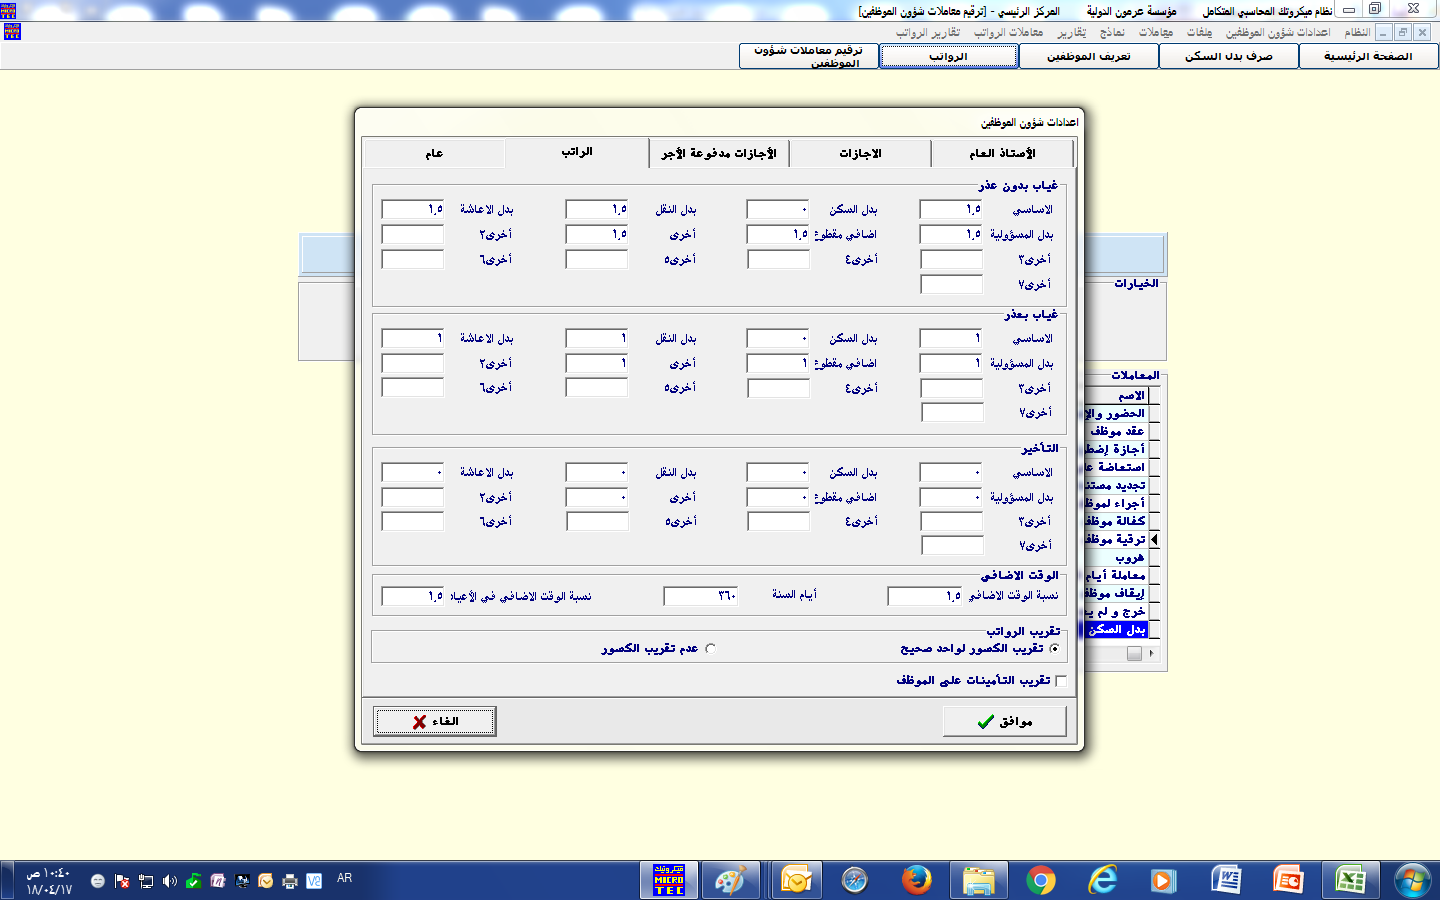 نظام ميكروتك المحاسبي المتكامل مؤسسة عرمون الدولية المركز الرئيسي - [ترقيم معاملات شؤون الموظفين]
النظام اعدادات شؤون الموظفين ملفات معاملات نماذج تقارير معاملات الرواتب تقارير الرواتب
الصفحة الرئيسية صرف بدل السكن تعريف الموظفين الرواتب ترقيم معاملات شؤون الموظفين
اعدادات شؤون الموظفين
الأستاذ العام الاجازات الأجازات مدفوعة الأجر الراتب عام
غياب بدون عذر
الاساسي ١,٥ بدل السكن ٠ بدل النقل ١,٥ بدل الاعاشة ١,٥
بدل المسؤولية ١,٥ اضافي مقطوع ١,٥ أخرى ١,٥ أخرى٢
أخرى٣ أخرى٤ أخرى٥ أخرى٦
أخرى٧
غياب بعذر
الاساسي ١ بدل السكن ٠ بدل النقل ١ بدل الاعاشة ١
بدل المسؤولية ١ اضافي مقطوع ١ أخرى ١ أخرى٢
أخرى٣ أخرى٤ أخرى٥ أخرى٦
أخرى٧
التأخير
الاساسي ٠ بدل السكن ٠ بدل النقل ٠ بدل الاعاشة ٠
بدل المسؤولية ٠ اضافي مقطوع ٠ أخرى ٠ أخرى٢
أخرى٣ أخرى٤ أخرى٥ أخرى٦
أخرى٧
الوقت الاضافي
نسبة الوقت الاضافي ١,٥ أيام السنة ٣٦٠ نسبة الوقت الاضافي في الأعياد ١,٥
تقريب الرواتب
تقريب الكسور لواحد صحيح عدم تقريب الكسور
تقريب التأمينات على الموظف
موافق الغاء
الخيارات
المعاملات
الاسم
الحضور والإ
عقد موظف
أجازة إضط
استعاضة ع
تجديد مستن
أجراء لموظ
كفالة موظف
ترقية موظف
هروب
معاملة أيام
إيقاف موظف
خرج و لم يع
بدل السكن
ميكروتك
MICRO
TEC
AR
١٠:٤٠ ص
١٨/٠٤/١٧